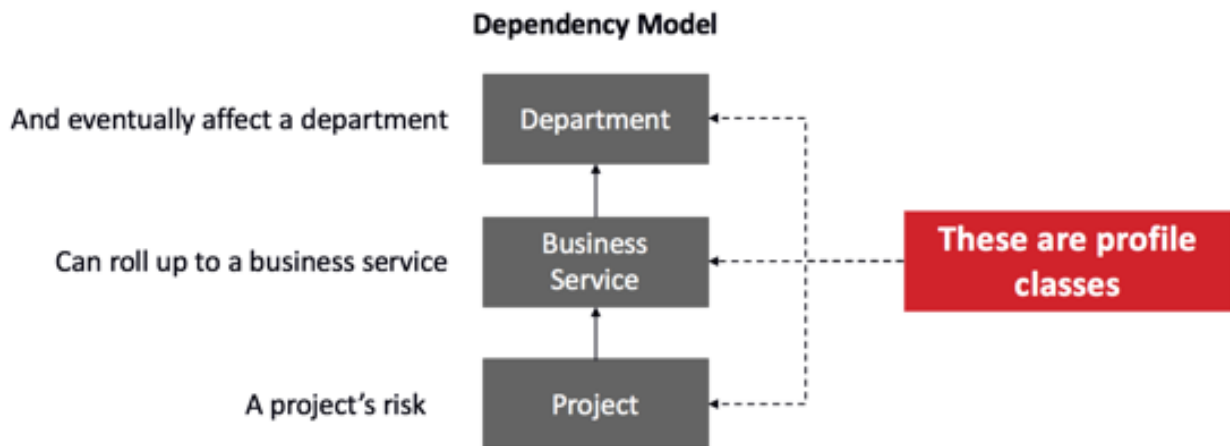 Dependency Model
And eventually affect a department
Department
Can roll up to a business service
Business
Service
These are profile
classes
A project’s risk
Project